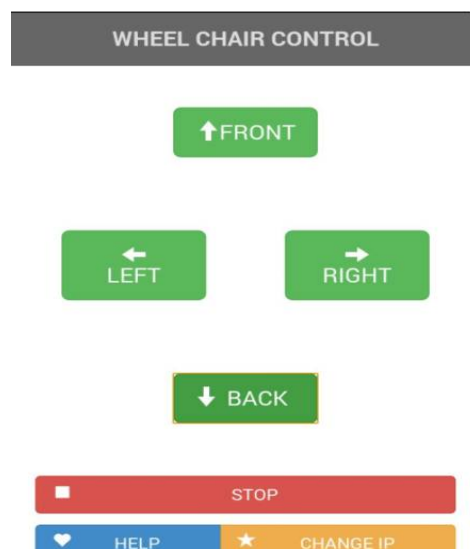 WHEEL CHAIR CONTROL
FRONT
LEFT
RIGHT
BACK
STOP
HELP
CHANGE IP